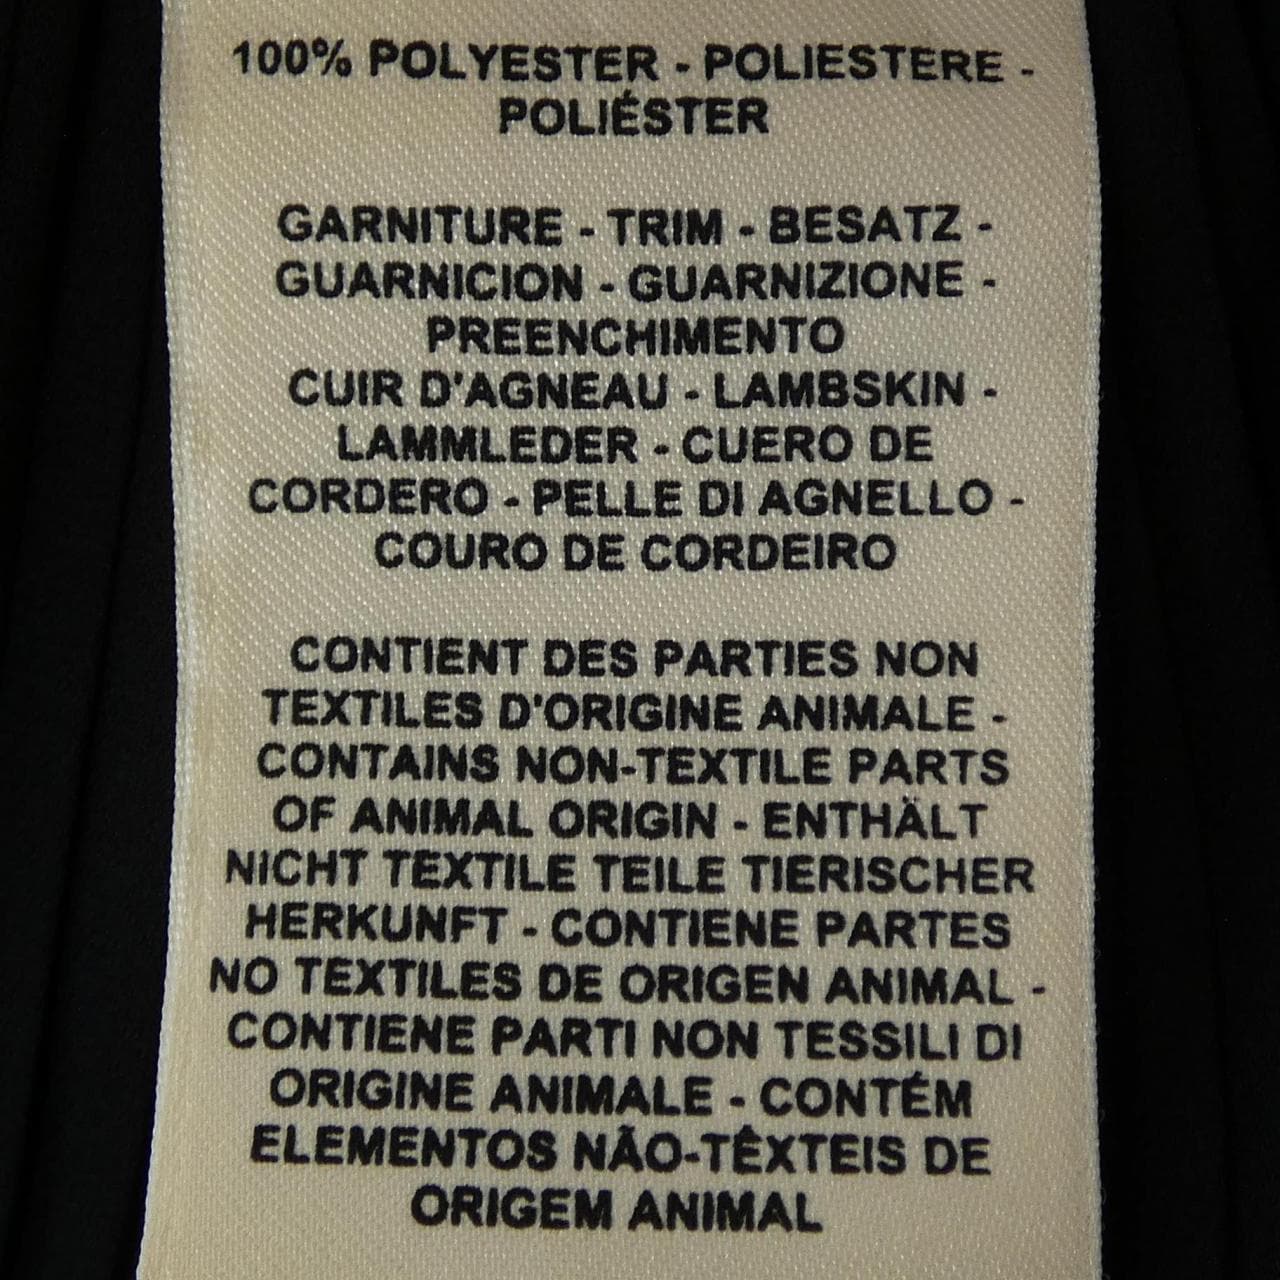 100% POLYESTER - POLIESTERE -
POLIÉSTER
GARNITURE - TRIM - BESATZ -
GUARNICION - GUARNIZIONE -
PREENCHIMENTO
CUIR D'AGNEAU - LAMBSKIN -
LAMMLEDER - CUERO DE
CORDERO - PELLE DI AGNELLO -
COURO DE CORDEIRO
CONTIENT DES PARTIES NON
TEXTILES D'ORIGINE ANIMALE -
CONTAINS NON-TEXTILE PARTS
OF ANIMAL ORIGIN - ENTHÄLT
NICHT TEXTILE TEILE TIERISCHER
HERKUNFT - CONTIENE PARTES
NO TEXTILES DE ORIGEN ANIMAL -
CONTIENE PARTI NON TESSILI DI
ORIGINE ANIMALE - CONTÉM
ELEMENTOS NÃO-TÊXTEIS DE
ORIGEM ANIMAL